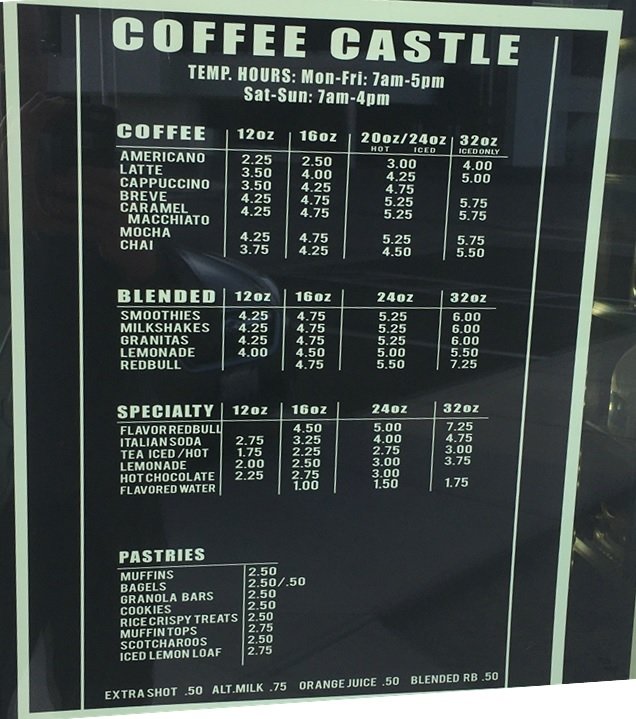 COFFEE CASTLE
TEMP. HOURS: Mon-Fri: 7am-5pm
Sat-Sun: 7am-4pm
COFFEE 12oz 16oz 20oz/24oz 32oz
HOT ICED ICED ONLY
AMERICANO 2.25 2.50 3.00 4.00
LATTE 3.50 4.00 4.25 5.00
CAPPUCCINO 3.50 4.25 4.75
BREVE 4.25 4.75 5.25 5.75
CARAMEL
MACCHIATO 4.25 4.75 5.25 5.75
MOCHA 4.25 4.75 5.25 5.75
CHAI 3.75 4.25 4.50 5.50
BLENDED 12oz 16oz 24oz 32oz
SMOOTHIES 4.25 4.75 5.25 6.00
MILKSHAKES 4.25 4.75 5.25 6.00
GRANITAS 4.25 4.75 5.25 6.00
LEMONADE 4.00 4.50 5.00 5.50
REDBULL 4.75 5.50 7.25
SPECIALTY 12oz 16oz 24oz 32oz
FLAVOR REDBULL 4.50 5.00 7.25
ITALIAN SODA 2.75 3.25 4.00 4.75
TEA ICED/HOT 1.75 2.25 2.75 3.00
LEMONADE 2.00 2.50 3.00 3.75
HOT CHOCOLATE 2.25 2.75 3.00
FLAVORED WATER 1.00 1.50 1.75
PASTRIES
MUFFINS 2.50
BAGELS 2.50/.50
GRANOLA BARS 2.50
COOKIES 2.50
RICE CRISPY TREATS 2.50
MUFFIN TOPS 2.75
SCOTCHAROOS 2.50
ICED LEMON LOAF 2.75
EXTRA SHOT .50 ALT. MILK .75 ORANGE JUICE .50 BLENDED RB .50